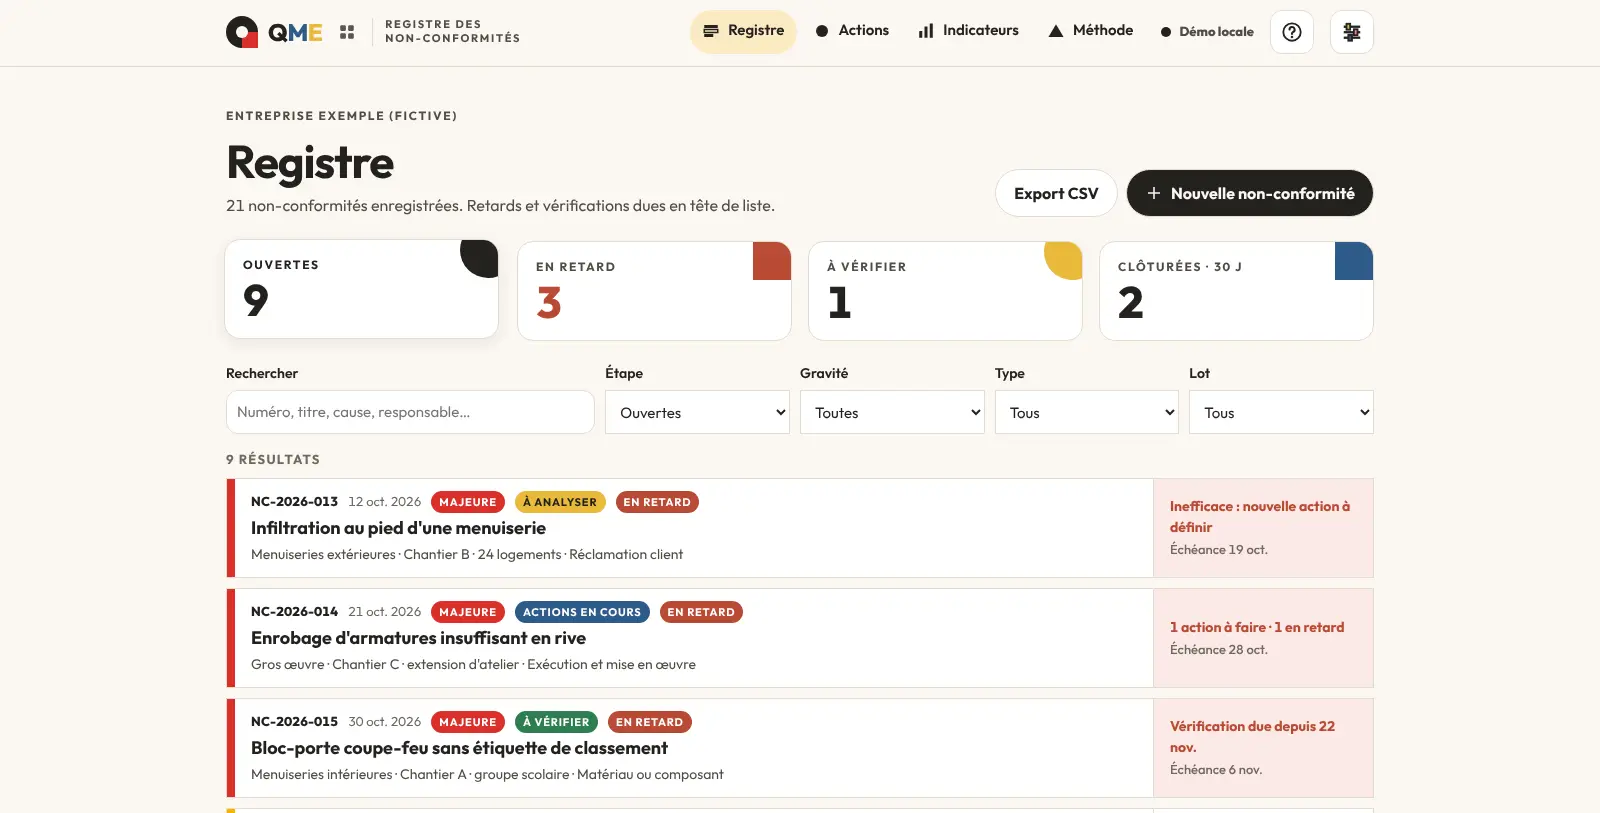 QME
REGISTRE DES
NON-CONFORMITÉS
Registre
Actions
Indicateurs
Méthode
Démo locale
ENTREPRISE EXEMPLE (FICTIVE)
Registre
21 non-conformités enregistrées. Retards et vérifications dues en tête de liste.
Export CSV
+ Nouvelle non-conformité
OUVERTES
9
EN RETARD
3
À VÉRIFIER
1
CLÔTURÉES · 30 J
2
Rechercher
Numéro, titre, cause, responsable...
Étape
Ouvertes
Gravité
Toutes
Type
Tous
Lot
Tous
9 RÉSULTATS
NC-2026-013 12 oct. 2026 MAJEURE À ANALYSER EN RETARD
Infiltration au pied d'une menuiserie
Menuiseries extérieures · Chantier B · 24 logements · Réclamation client
Inefficace : nouvelle action à
définir
Échéance 19 oct.
NC-2026-014 21 oct. 2026 MAJEURE ACTIONS EN COURS EN RETARD
Enrobage d'armatures insuffisant en rive
Gros œuvre · Chantier C · extension d'atelier · Exécution et mise en œuvre
1 action à faire · 1 en retard
Échéance 28 oct.
NC-2026-015 30 oct. 2026 MAJEURE À VÉRIFIER EN RETARD
Bloc-porte coupe-feu sans étiquette de classement
Menuiseries intérieures · Chantier A · groupe scolaire · Matériau ou composant
Vérification due depuis 22
nov.
Échéance 6 nov.